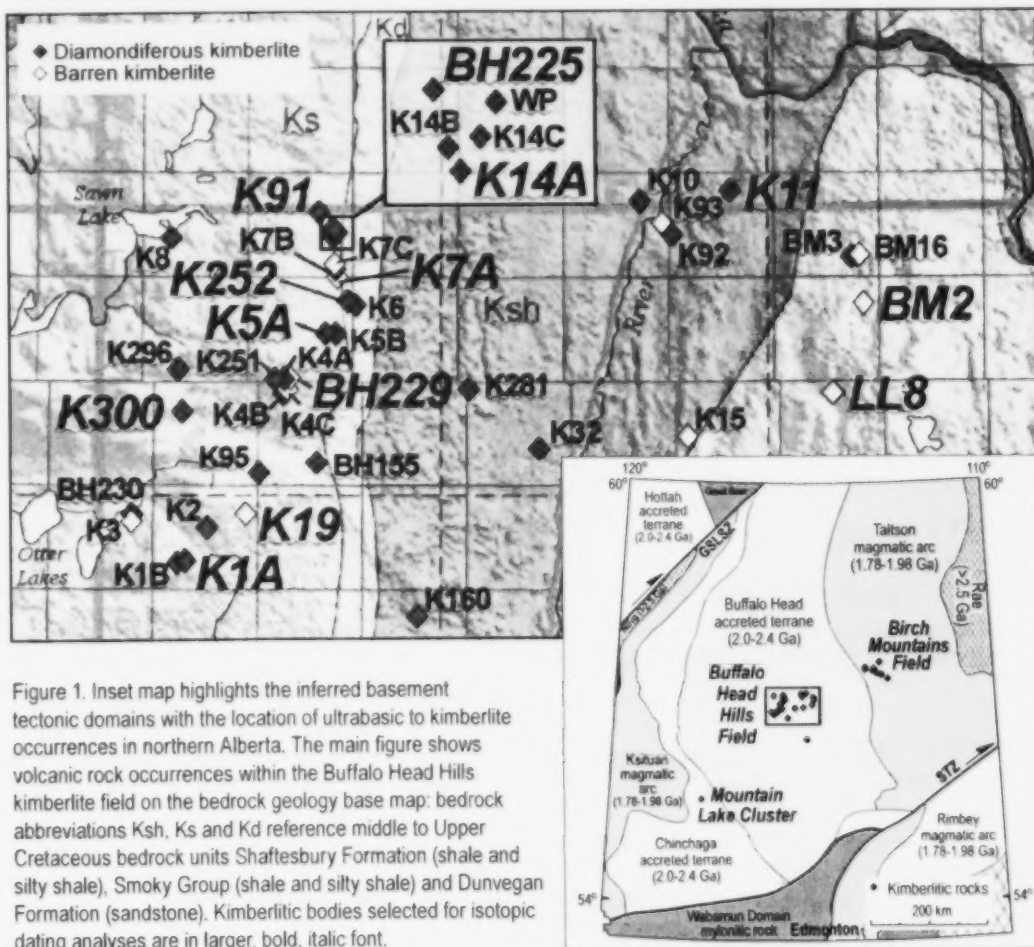 Diamondiferous kimberlite
Barren kimberlite
Kd
BH225
WP
K14B
K14C
K14A
Ks
Sawn
Lake
K91
K10
K11
K93
K92
BM3
BM16
K8
K7B
K7C
K7A
K252
K6
Ksh
River
BM2
K5A
K5B
K296
K251
K4A
BH229
K281
LL8
K300
K4B
K4C
K32
K15
K95
BH155
BH230
K3
K2
K19
Otter
Lakes
K1B
K1A
K160
120°
110°
60°
60°
Hottah
accreted
terrane
(2.0-2.4 Ga)
Great Bear
GSLSZ
Taltson
magmatic arc
(1.78-1.98 Ga)
Rae
(>2.5 Ga)
Buffalo Head
accreted terrane
(2.0-2.4 Ga)
Birch
Mountains
Field
Buffalo
Head
Hills
Field
Ksituan
magmatic
arc
(1.78-1.98 Ga)
STZ
Mountain
Lake Cluster
Rimbey
magmatic arc
(1.78-1.98 Ga)
Chinchaga
accreted terrane
(2.0-2.4 Ga)
Kimberlitic rocks
200 km
54°
54°
Wabamun Domain
mylonitic rock
Edmonton
Figure 1. Inset map highlights the inferred basement
tectonic domains with the location of ultrabasic to kimberlite
occurrences in northern Alberta. The main figure shows
volcanic rock occurrences within the Buffalo Head Hills
kimberlite field on the bedrock geology base map: bedrock
abbreviations Ksh, Ks and Kd reference middle to Upper
Cretaceous bedrock units Shaftesbury Formation (shale and
silty shale), Smoky Group (shale and silty shale) and Dunvegan
Formation (sandstone). Kimberlitic bodies selected for isotopic
dating analyses are in larger, bold, italic font.